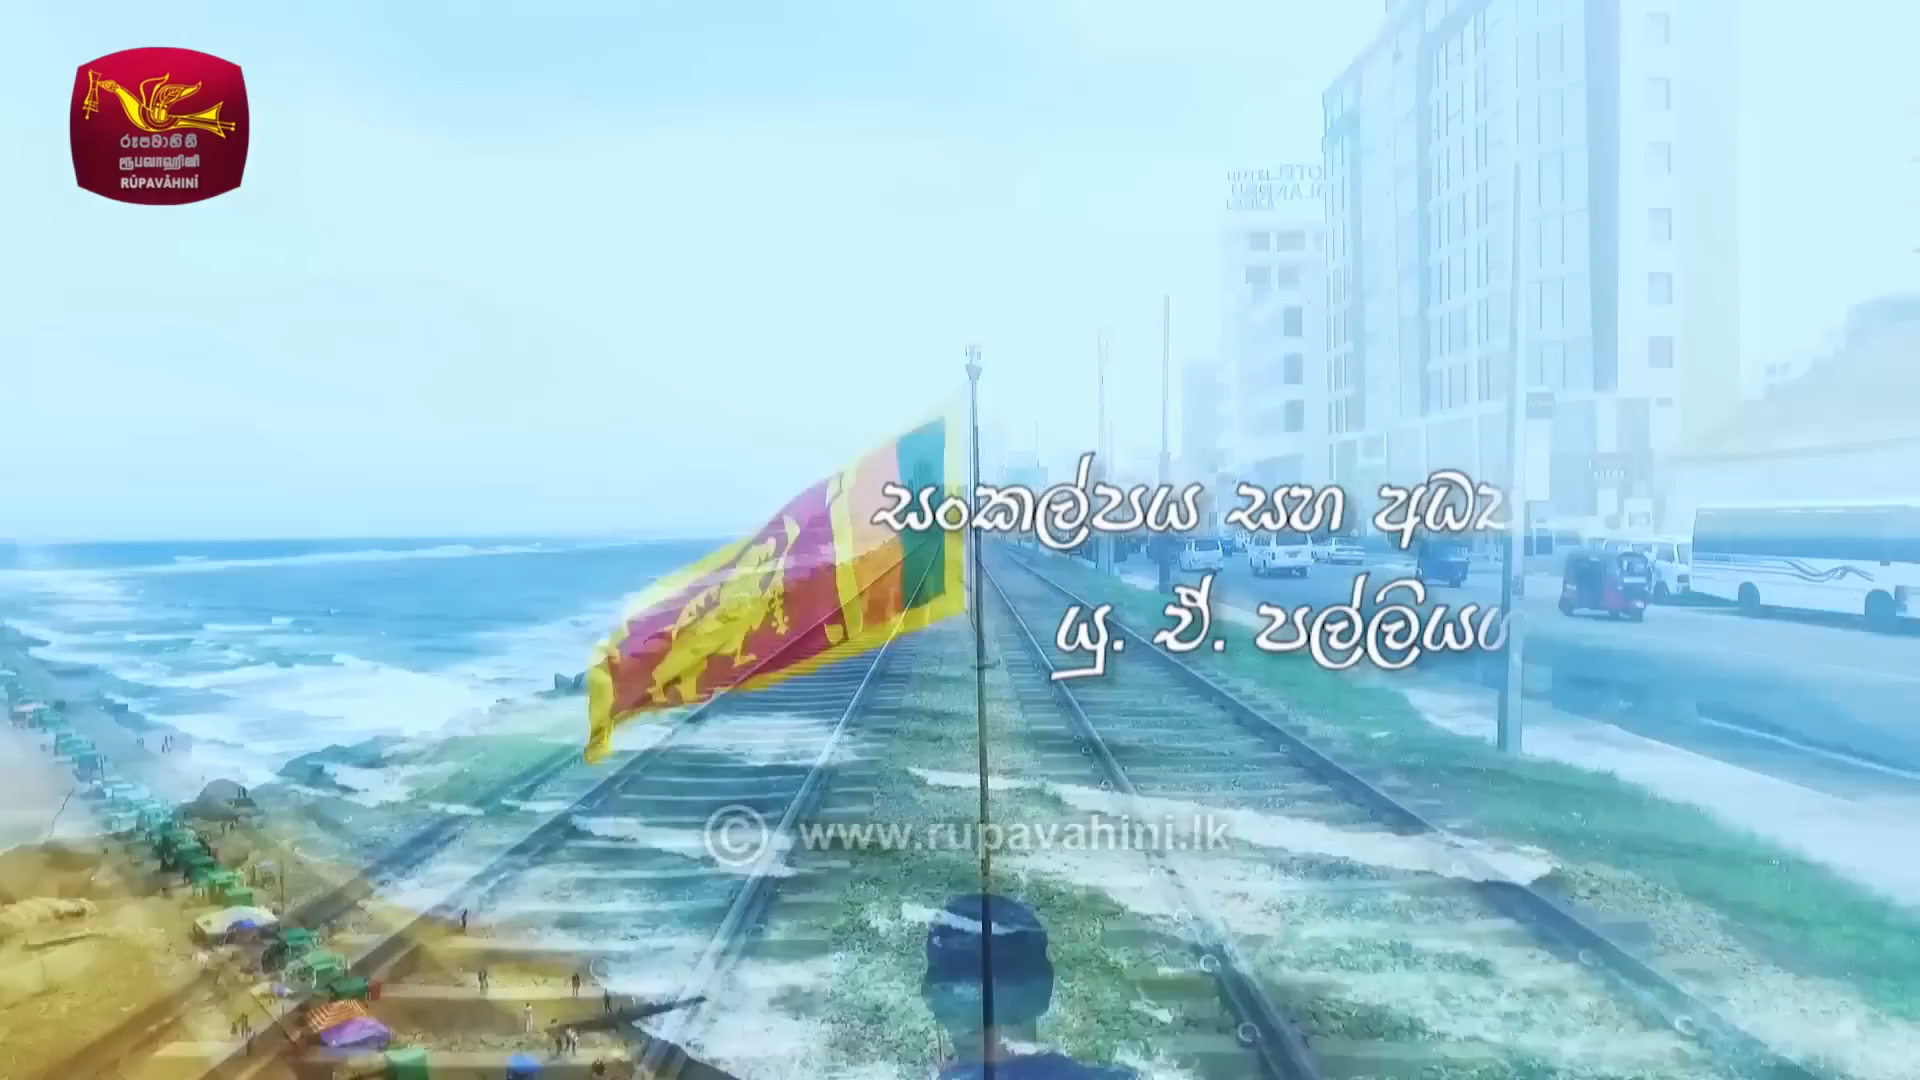 රූපවාහිනී
ரூபவாஹினி
RŪPAVĀHINĪ
සංකල්පය සහ
යු. ඒ.
© www.rupavahini.lk